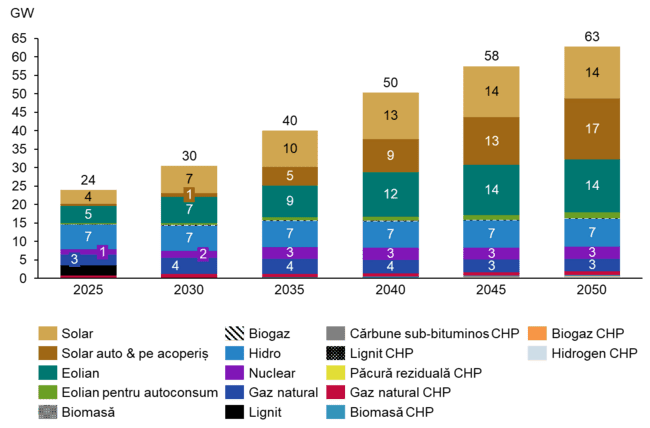 GW
65
60
55
50
45
40
35
30
25
20
15
10
5
0
24
4
5
7
1
3
30
7
1
7
7
2
4
40
10
5
9
7
3
4
50
13
9
12
7
3
4
58
14
13
14
7
3
3
63
14
17
14
7
3
3
2025 2030 2035 2040 2045 2050
Solar
Solar auto & pe acoperiș
Eolian
Eolian pentru autoconsum
Biomasă
Biogaz
Hidro
Nuclear
Gaz natural
Lignit
Cărbune sub-bituminos CHP
Lignit CHP
Păcură reziduală CHP
Gaz natural CHP
Biomasă CHP
Biogaz CHP
Hidrogen CHP